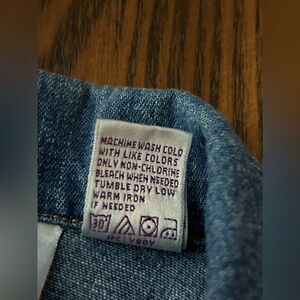 MACHINE WASH COLD
WITH LIKE COLORS
ONLY NON-CHLORINE
BLEACH WHEN NEEDED
TUMBLE DRY LOW
WARM IRON
IF NEEDED
30